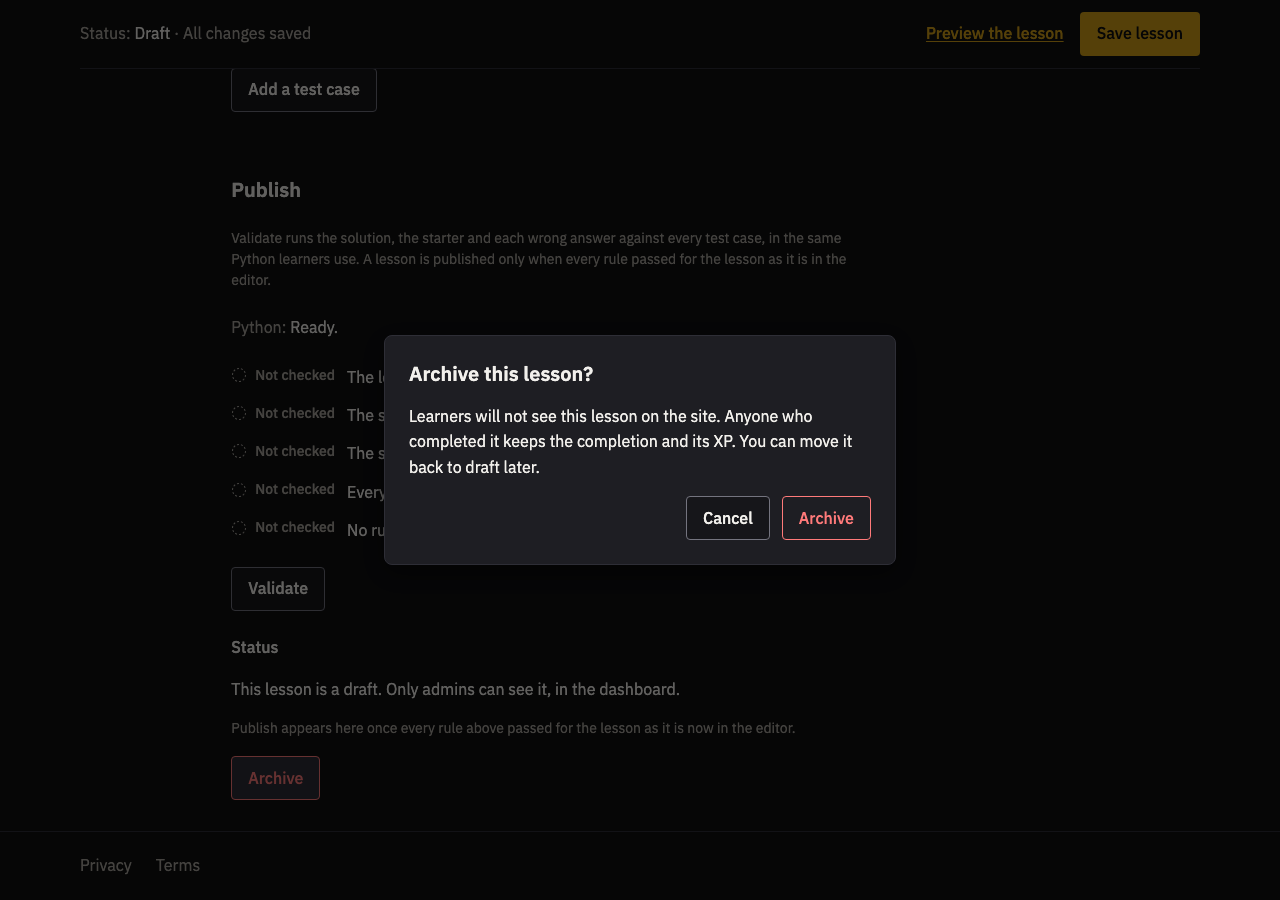 Status: Draft · All changes saved
Preview the lesson
Save lesson
Add a test case
Publish
Validate runs the solution, the starter and each wrong answer against every test case, in the same
Python learners use. A lesson is published only when every rule passed for the lesson as it is in the
editor.
Python: Ready.
Not checked The
Not checked The
Not checked The
Not checked Every
Not checked No
Archive this lesson?
Learners will not see this lesson on the site. Anyone who
completed it keeps the completion and its XP. You can move it
back to draft later.
Cancel
Archive
Validate
Status
This lesson is a draft. Only admins can see it, in the dashboard.
Publish appears here once every rule above passed for the lesson as it is now in the editor.
Archive
Privacy
Terms